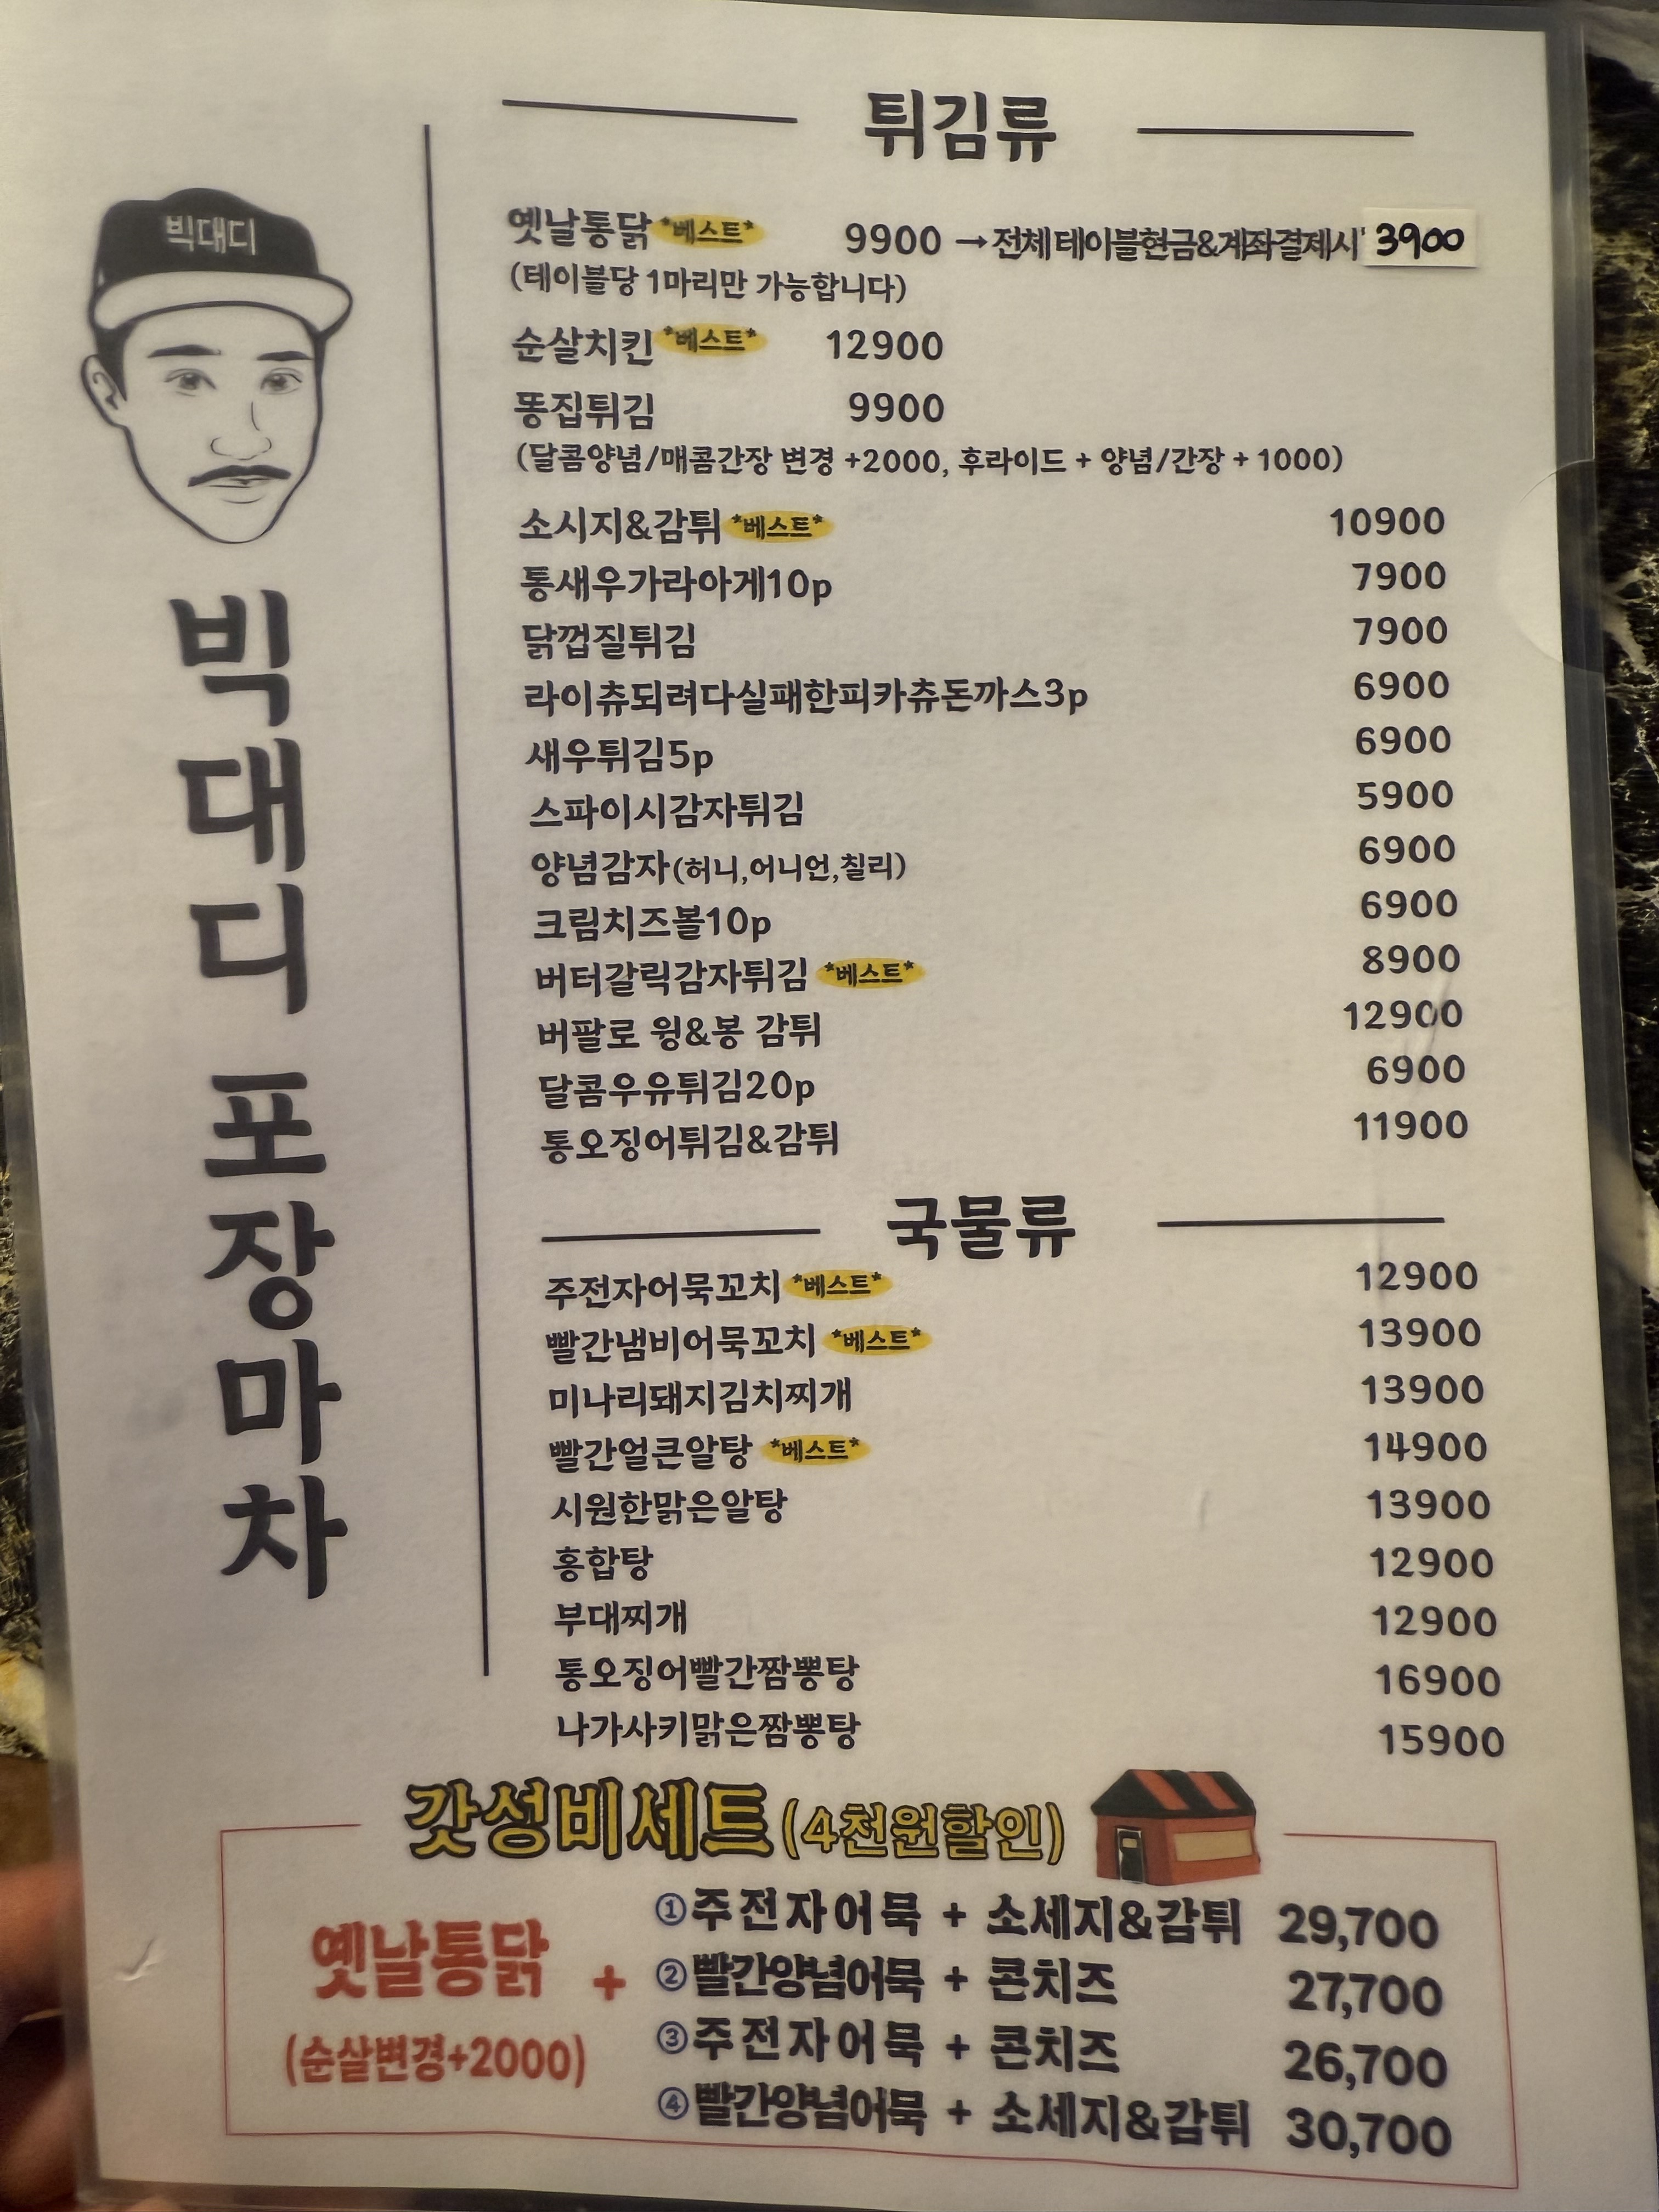 빅대디
빅대디 포장마차
튀김류
옛날통닭 *베스트* 9900 → 전체테이블현금&계좌결제시 3900
(테이블당 1마리만 가능합니다)
순살치킨 *베스트* 12900
똥집튀김 9900
(달콤양념/매콤간장 변경 +2000, 후라이드 + 양념/간장 + 1000)
소시지&감튀 *베스트* 10900
통새우가라아게10p 7900
닭껍질튀김 7900
라이츄되려다실패한피카츄돈까스3p 6900
새우튀김5p 6900
스파이시감자튀김 5900
양념감자(허니,어니언,칠리) 6900
크림치즈볼10p 6900
버터갈릭감자튀김 *베스트* 8900
버팔로 윙&봉 감튀 12900
달콤우유튀김20p 6900
통오징어튀김&감튀 11900
국물류
주전자어묵꼬치 *베스트* 12900
빨간냄비어묵꼬치 *베스트* 13900
미나리돼지김치찌개 13900
빨간얼큰알탕 *베스트* 14900
시원한맑은알탕 13900
홍합탕 12900
부대찌개 12900
통오징어빨간짬뽕탕 16900
나가사키맑은짬뽕탕 15900
갓성비세트 (4천원할인)
옛날통닭 +
(순살변경+2000)
①주전자어묵 + 소세지&감튀 29,700
②빨간양념어묵 + 콘치즈 27,700
③주전자어묵 + 콘치즈 26,700
④빨간양념어묵 + 소세지&감튀 30,700